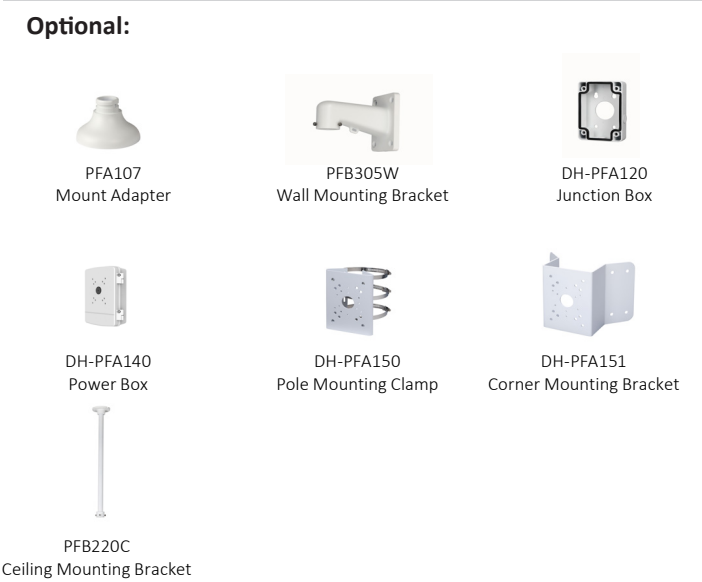 Optional:
PFA107
Mount Adapter
PFB305W
Wall Mounting Bracket
DH-PFA120
Junction Box
DH-PFA140
Power Box
DH-PFA150
Pole Mounting Clamp
DH-PFA151
Corner Mounting Bracket
PFB220C
Ceiling Mounting Bracket